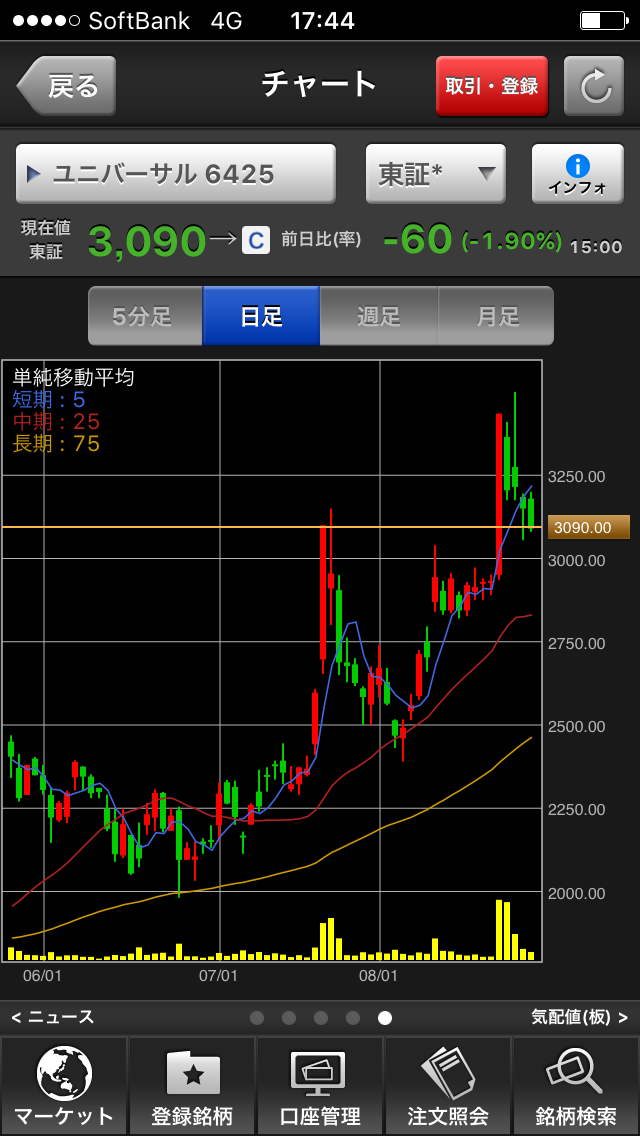 SoftBank 4G 17:44
戻る チャート 取引・登録
ユニバーサル 6425 東証* インフォ
現在値 東証 3,090→ C 前日比(率) -60 (-1.90%) 15:00
5分足 日足 週足 月足
単純移動平均
短期：5
中期：25
長期：75
3250.00
3090.00
3000.00
2750.00
2500.00
2250.00
2000.00
06/01 07/01 08/01
< ニュース 気配値(板) >
マーケット 登録銘柄 口座管理 注文照会 銘柄検索